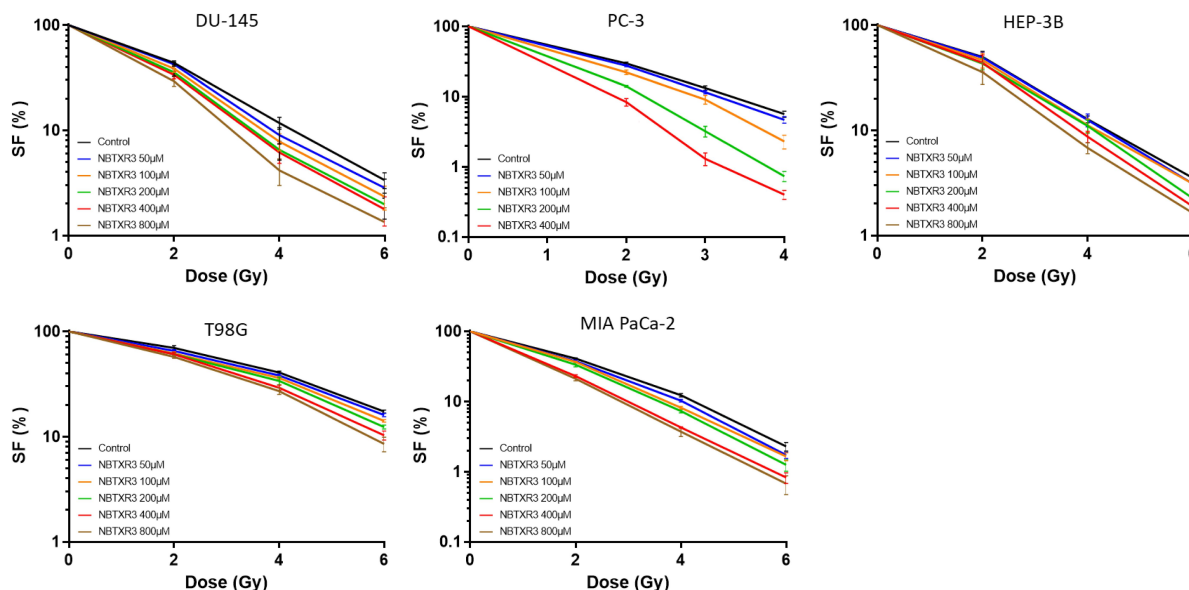 DU-145
SF (% )
100
10
1
Control
NBTXR3 50µM
NBTXR3 100µM
NBTXR3 200µM
NBTXR3 400µM
NBTXR3 800µM
0 2 4 6
Dose (Gy)
PC-3
SF (% )
100
10
1
0.1
Control
NBTXR3 50µM
NBTXR3 100µM
NBTXR3 200µM
NBTXR3 400µM
0 1 2 3 4
Dose (Gy)
HEP-3B
SF (% )
100
10
1
Control
NBTXR3 50µM
NBTXR3 100µM
NBTXR3 200µM
NBTXR3 400µM
NBTXR3 800µM
0 2 4 6
Dose (Gy)
T98G
SF (% )
100
10
1
Control
NBTXR3 50µM
NBTXR3 100µM
NBTXR3 200µM
NBTXR3 400µM
NBTXR3 800µM
0 2 4 6
Dose (Gy)
MIA PaCa-2
SF (% )
100
10
1
0.1
Control
NBTXR3 50µM
NBTXR3 100µM
NBTXR3 200µM
NBTXR3 400µM
NBTXR3 800µM
0 2 4 6
Dose (Gy)